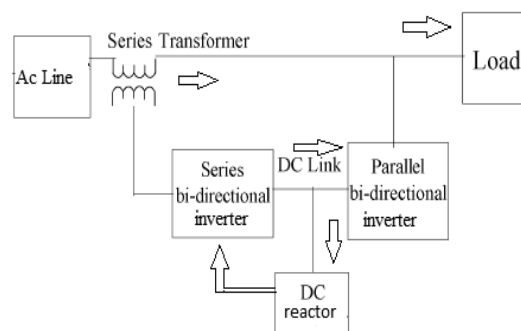 Series Transformer
Ac Line
Load
DC Link
Series
bi-directional
inverter
Parallel
bi-directional
inverter
DC
reactor